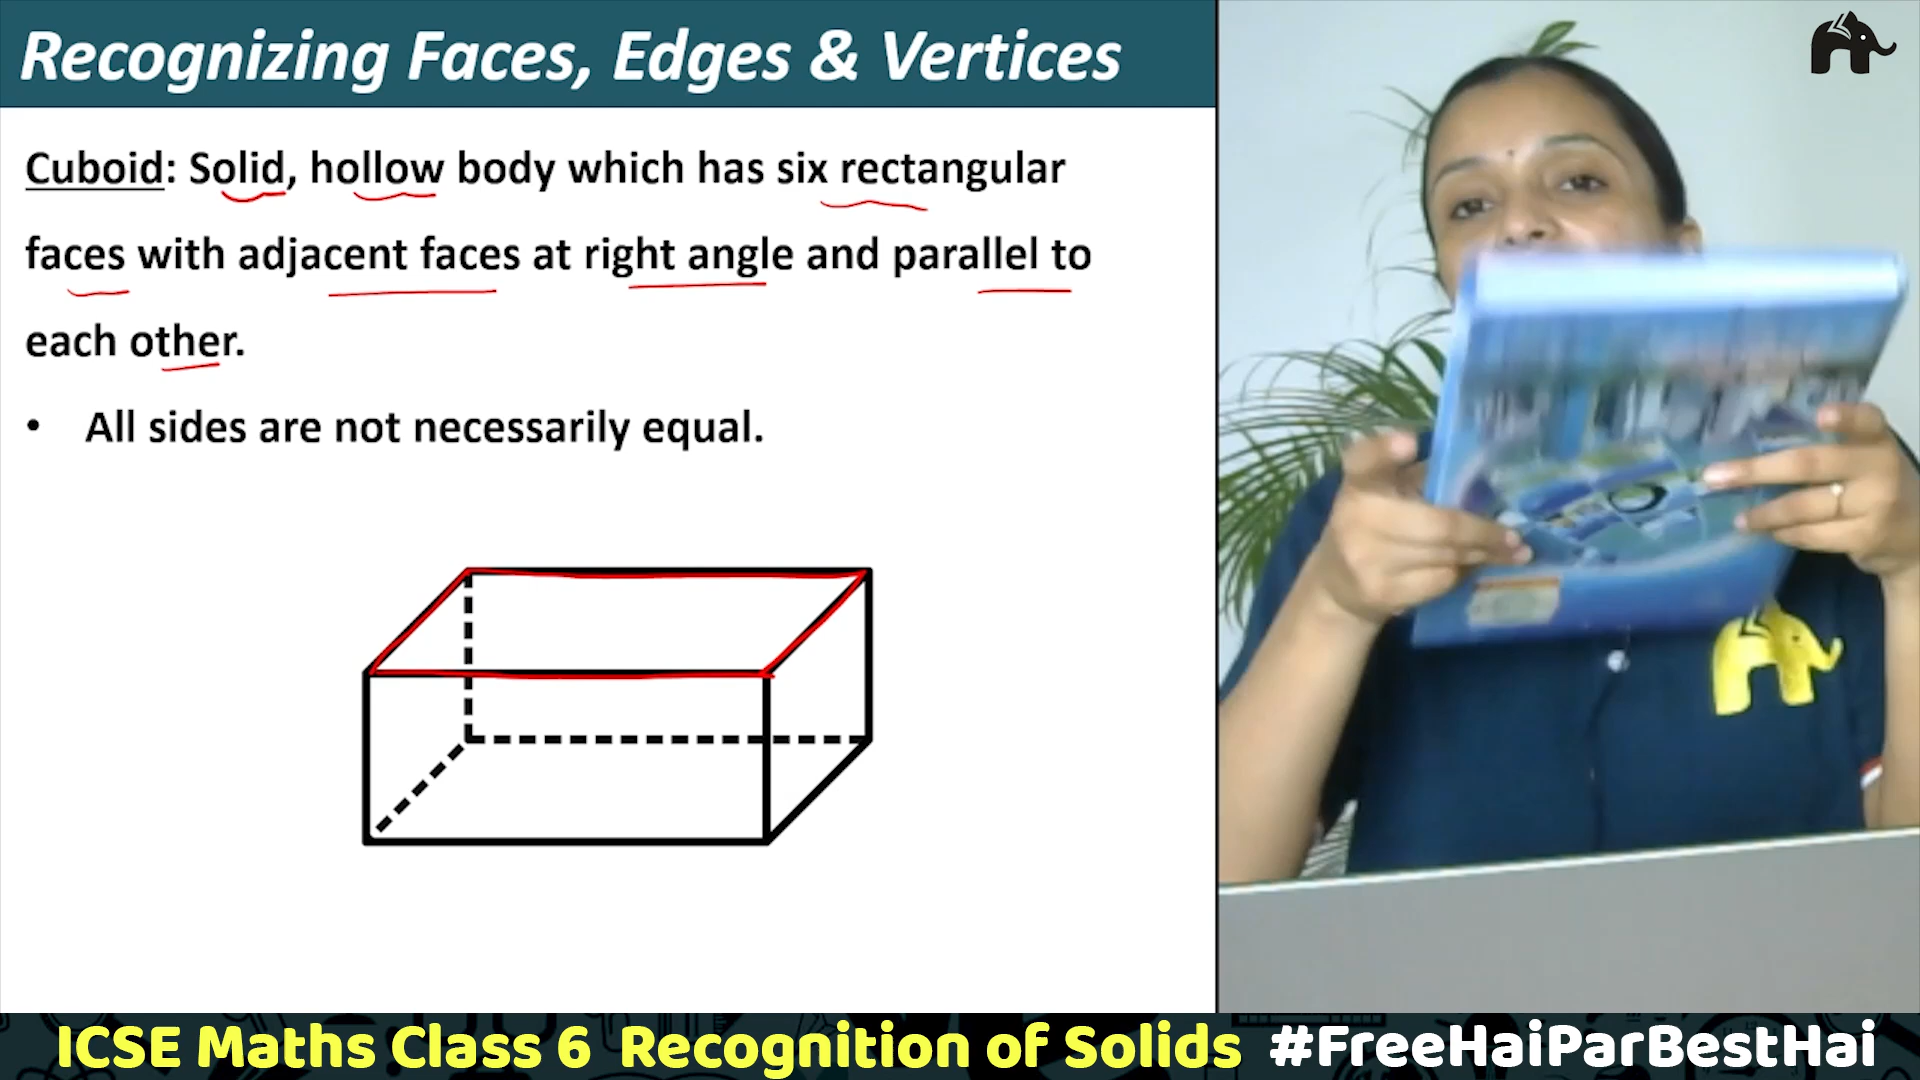 Recognizing Faces, Edges & Vertices
Cuboid: Solid, hollow body which has six rectangular
faces with adjacent faces at right angle and parallel to
each other.
• All sides are not necessarily equal.
ICSE Maths Class 6 Recognition of Solids #FreeHaiParBestHai